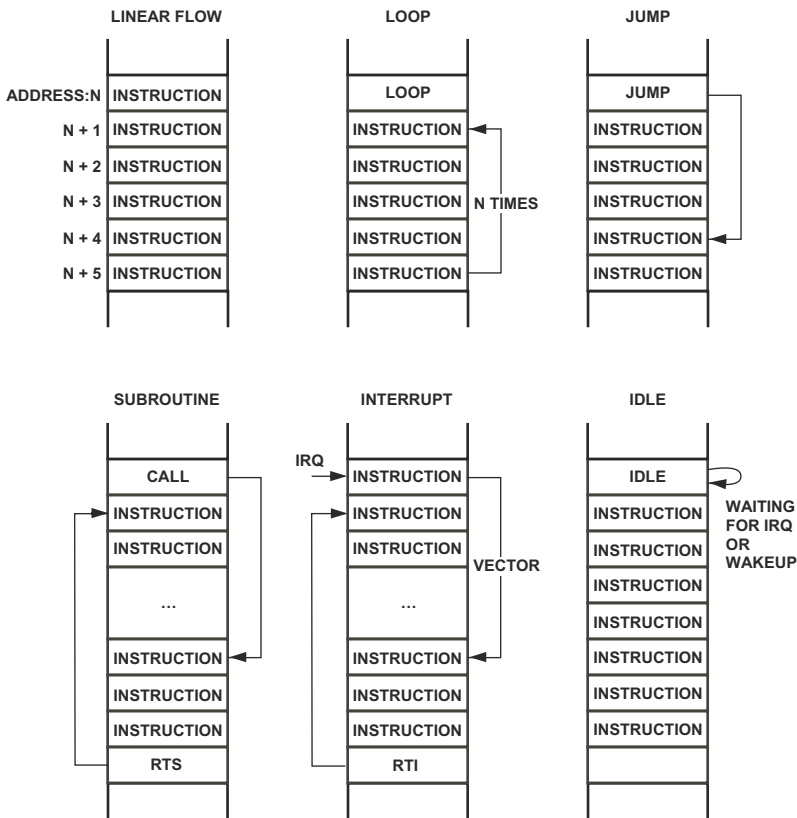 LINEAR FLOW
LOOP
JUMP
ADDRESS:N INSTRUCTION
LOOP
JUMP
N + 1 INSTRUCTION
INSTRUCTION
INSTRUCTION
N + 2 INSTRUCTION
INSTRUCTION
INSTRUCTION
N + 3 INSTRUCTION
INSTRUCTION
N TIMES
INSTRUCTION
N + 4 INSTRUCTION
INSTRUCTION
INSTRUCTION
N + 5 INSTRUCTION
INSTRUCTION
INSTRUCTION
SUBROUTINE
INTERRUPT
IDLE
CALL
IRQ
INSTRUCTION
IDLE
INSTRUCTION
INSTRUCTION
INSTRUCTION
WAITING
FOR IRQ
OR
WAKEUP
INSTRUCTION
INSTRUCTION
INSTRUCTION
VECTOR
INSTRUCTION
...
...
INSTRUCTION
INSTRUCTION
INSTRUCTION
INSTRUCTION
INSTRUCTION
INSTRUCTION
INSTRUCTION
INSTRUCTION
INSTRUCTION
INSTRUCTION
RTS
RTI